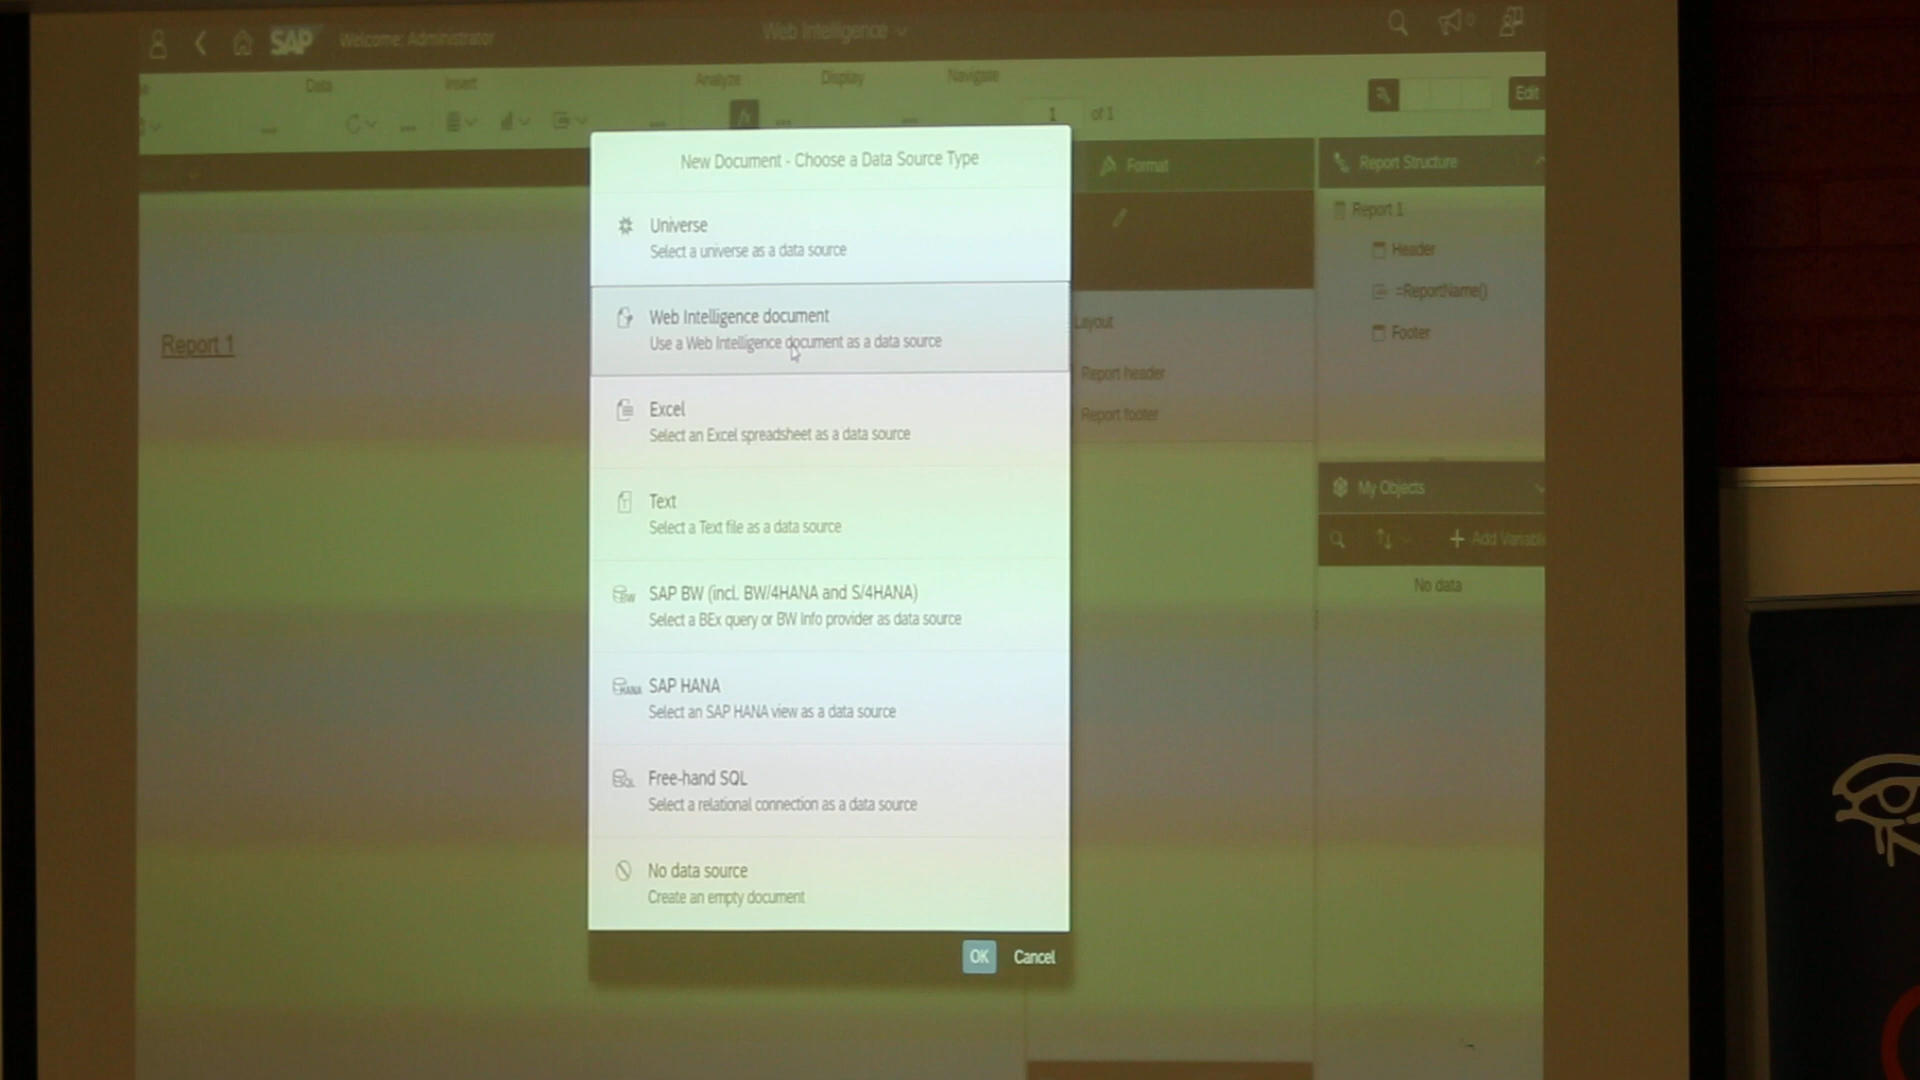 SAP Welcome: Administrator
Web Intelligence
Data
Insert
Analyze
Display
Navigate
1 of 1
Edit
New Document - Choose a Data Source Type
Universe
Select a universe as a data source
Web Intelligence document
Use a Web Intelligence document as a data source
Excel
Select an Excel spreadsheet as a data source
Text
Select a Text file as a data source
SAP BW (incl. BW/4HANA and S/4HANA)
Select a BEx query or BW Info provider as data source
SAP HANA
Select an SAP HANA view as a data source
Free-hand SQL
Select a relational connection as a data source
No data source
Create an empty document
OK Cancel
Report 1
Format
Layout
Report header
Report footer
Report Structure
Report 1
Header
=ReportName()
Footer
My Objects
Add Variable
No data